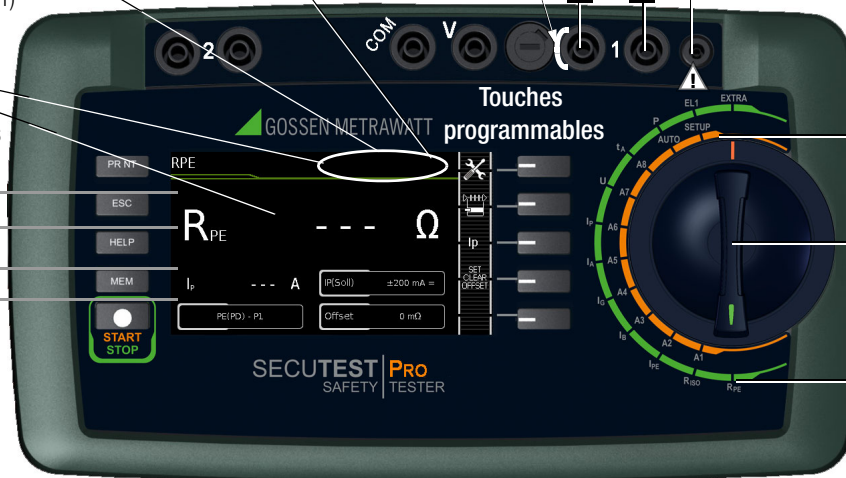 2
COM
V
1
GOSSEN METRAWATT
Touches
programmables
PRINT
ESC
HELP
MEM
START
STOP
RPE
RPE
--- Ω
IP
--- A
IP(Soll) ±200 mA =
PE(PD) - P1
Offset 0 mΩ
Ip
SET
CLEAR
OFFSET
SECUTEST PRO
SAFETY TESTER
EXTRA
EL1
P
tA
U
IP
IA
IG
IB
IPE
RISO
RPE
SETUP
AUTO
A8
A7
A6
A5
A4
A3
A2
A1